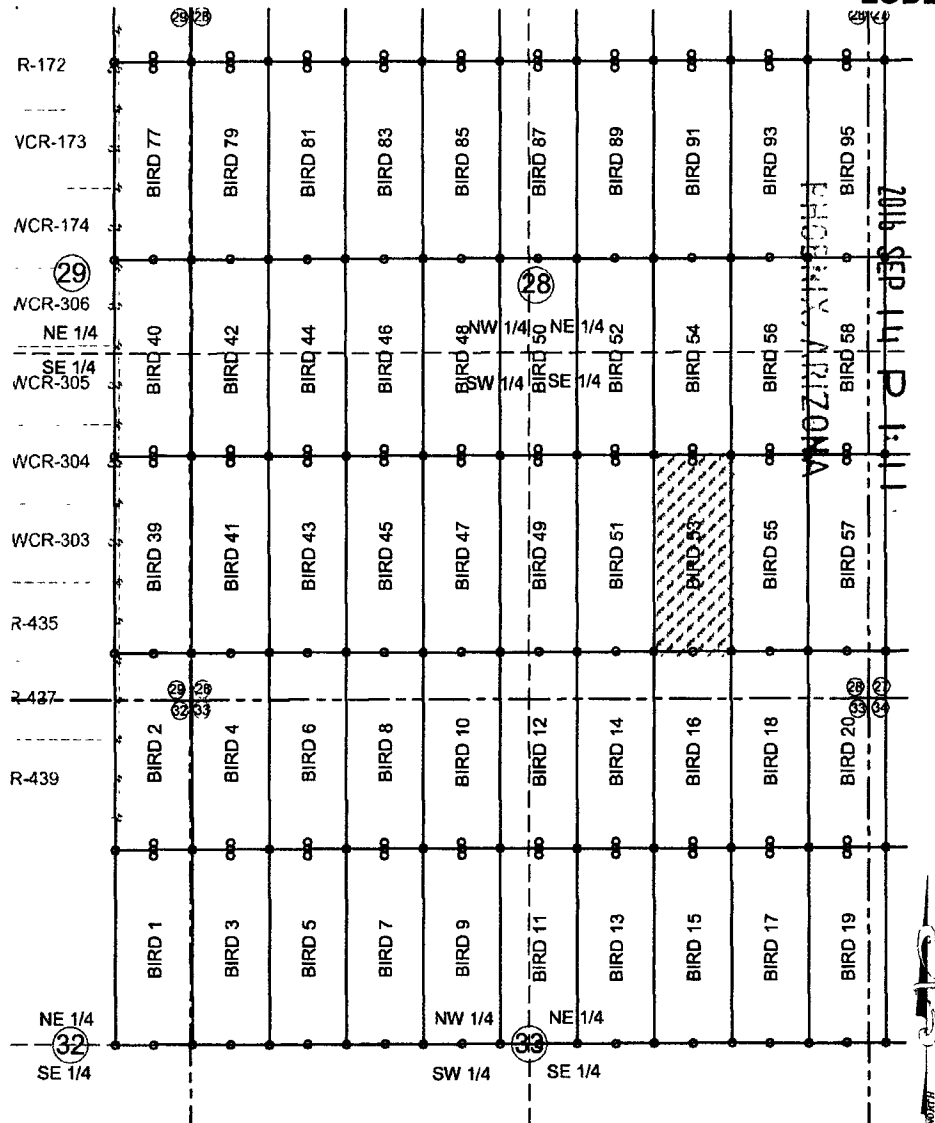 29 28
28 27
R-172
BIRD 77 BIRD 79 BIRD 81 BIRD 83 BIRD 85 BIRD 87 BIRD 89 BIRD 91 BIRD 93 BIRD 95
WCR-173
WCR-174
29
28
WCR-306
NE 1/4
NW 1/4 NE 1/4
BIRD 40 BIRD 42 BIRD 44 BIRD 46 BIRD 48 BIRD 50 BIRD 52 BIRD 54 BIRD 56 BIRD 58
SE 1/4
SW 1/4 SE 1/4
WCR-305
WCR-304
WCR-303
BIRD 39 BIRD 41 BIRD 43 BIRD 45 BIRD 47 BIRD 49 BIRD 51 BIRD 53 BIRD 55 BIRD 57
R-435
29 28
28 27
R-437
32 33
33 34
BIRD 2 BIRD 4 BIRD 6 BIRD 8 BIRD 10 BIRD 12 BIRD 14 BIRD 16 BIRD 18 BIRD 20
R-439
BIRD 1 BIRD 3 BIRD 5 BIRD 7 BIRD 9 BIRD 11 BIRD 13 BIRD 15 BIRD 17 BIRD 19
NE 1/4
NW 1/4 NE 1/4
32
33
SE 1/4
SW 1/4 SE 1/4
2016 SEP
PHOENIX, ARIZONA
NORTH